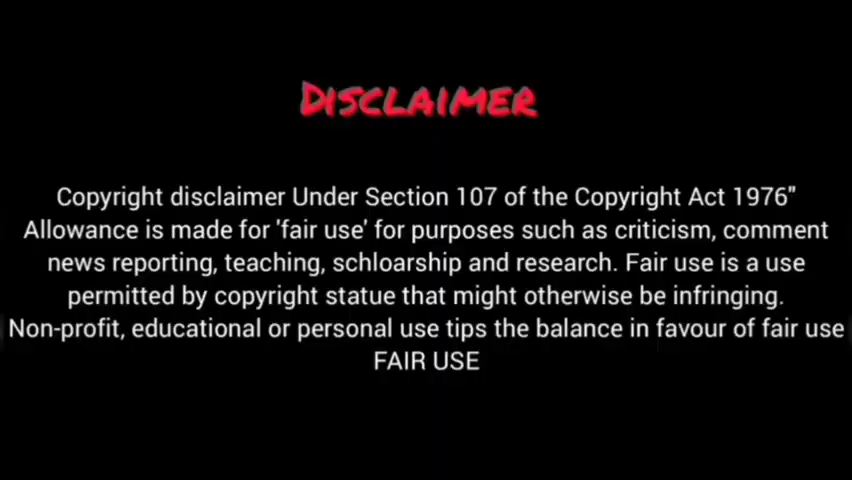 DISCLAIMER
Copyright disclaimer Under Section 107 of the Copyright Act 1976"
Allowance is made for 'fair use' for purposes such as criticism, comment
news reporting, teaching, schloarship and research. Fair use is a use
permitted by copyright statue that might otherwise be infringing.
Non-profit, educational or personal use tips the balance in favour of fair use
FAIR USE